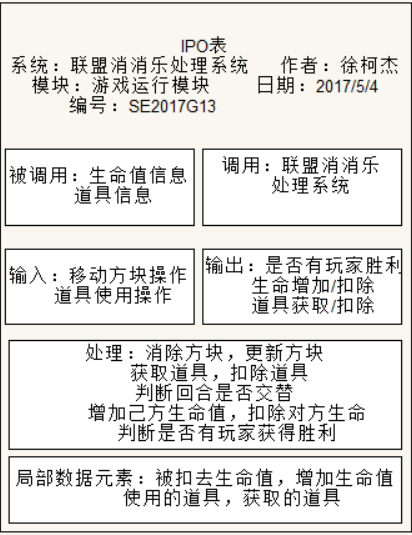 IPO表
系统：联盟消消乐处理系统 作者：徐柯杰
模块：游戏运行模块 日期：2017/5/4
编号：SE2017G13
被调用：生命值信息
道具信息
调用：联盟消消乐
处理系统
输入：移动方块操作
道具使用操作
输出：是否有玩家胜利
生命增加/扣除
道具获取/扣除
处理：消除方块，更新方块
获取道具，扣除道具
判断回合是否交替
增加己方生命值，扣除对方生命
判断是否有玩家获得胜利
局部数据元素：被扣去生命值，增加生命值
使用的道具，获取的道具